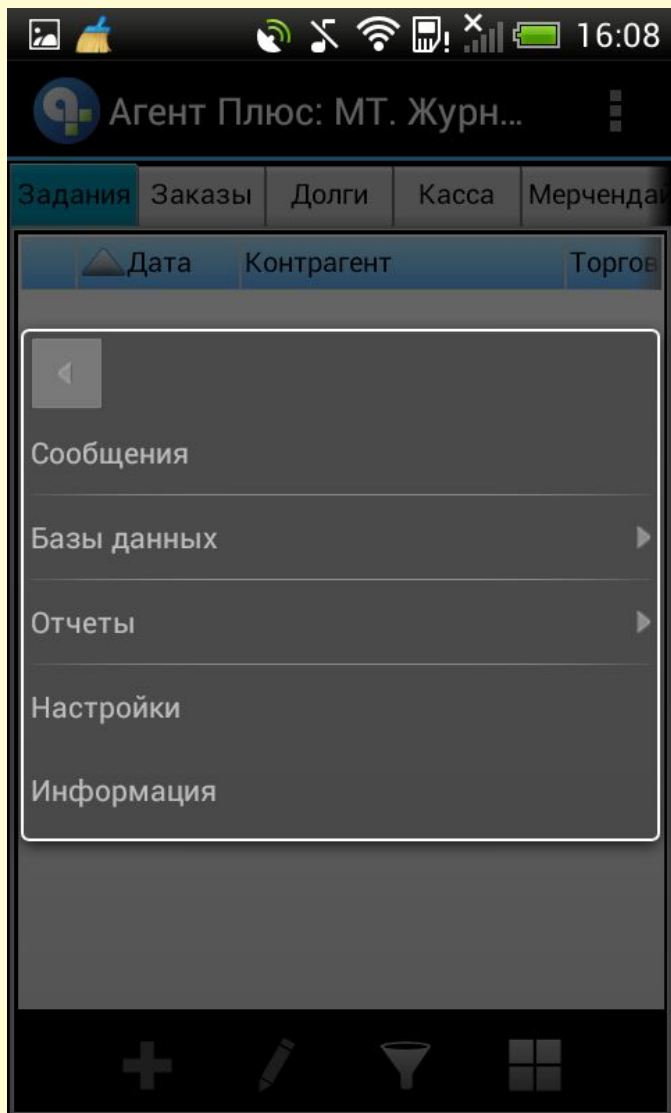 16:08
Агент Плюс: МТ. Журн...
Задания Заказы Долги Касса Мерчендай
Дата Контрагент Торгов
Сообщения
Базы данных
Отчеты
Настройки
Информация